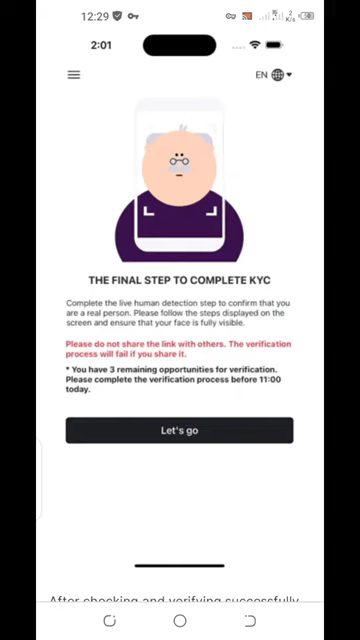 12:29
2:01
EN
THE FINAL STEP TO COMPLETE KYC
Complete the live human detection step to confirm that you
are a real person. Please follow the steps displayed on the
screen and ensure that your face is fully visible.
Please do not share the link with others. The verification
process will fail if you share it.
* You have 3 remaining opportunities for verification.
Please complete the verification process before 11:00
today.
Let's go
After checking and verifying successfully